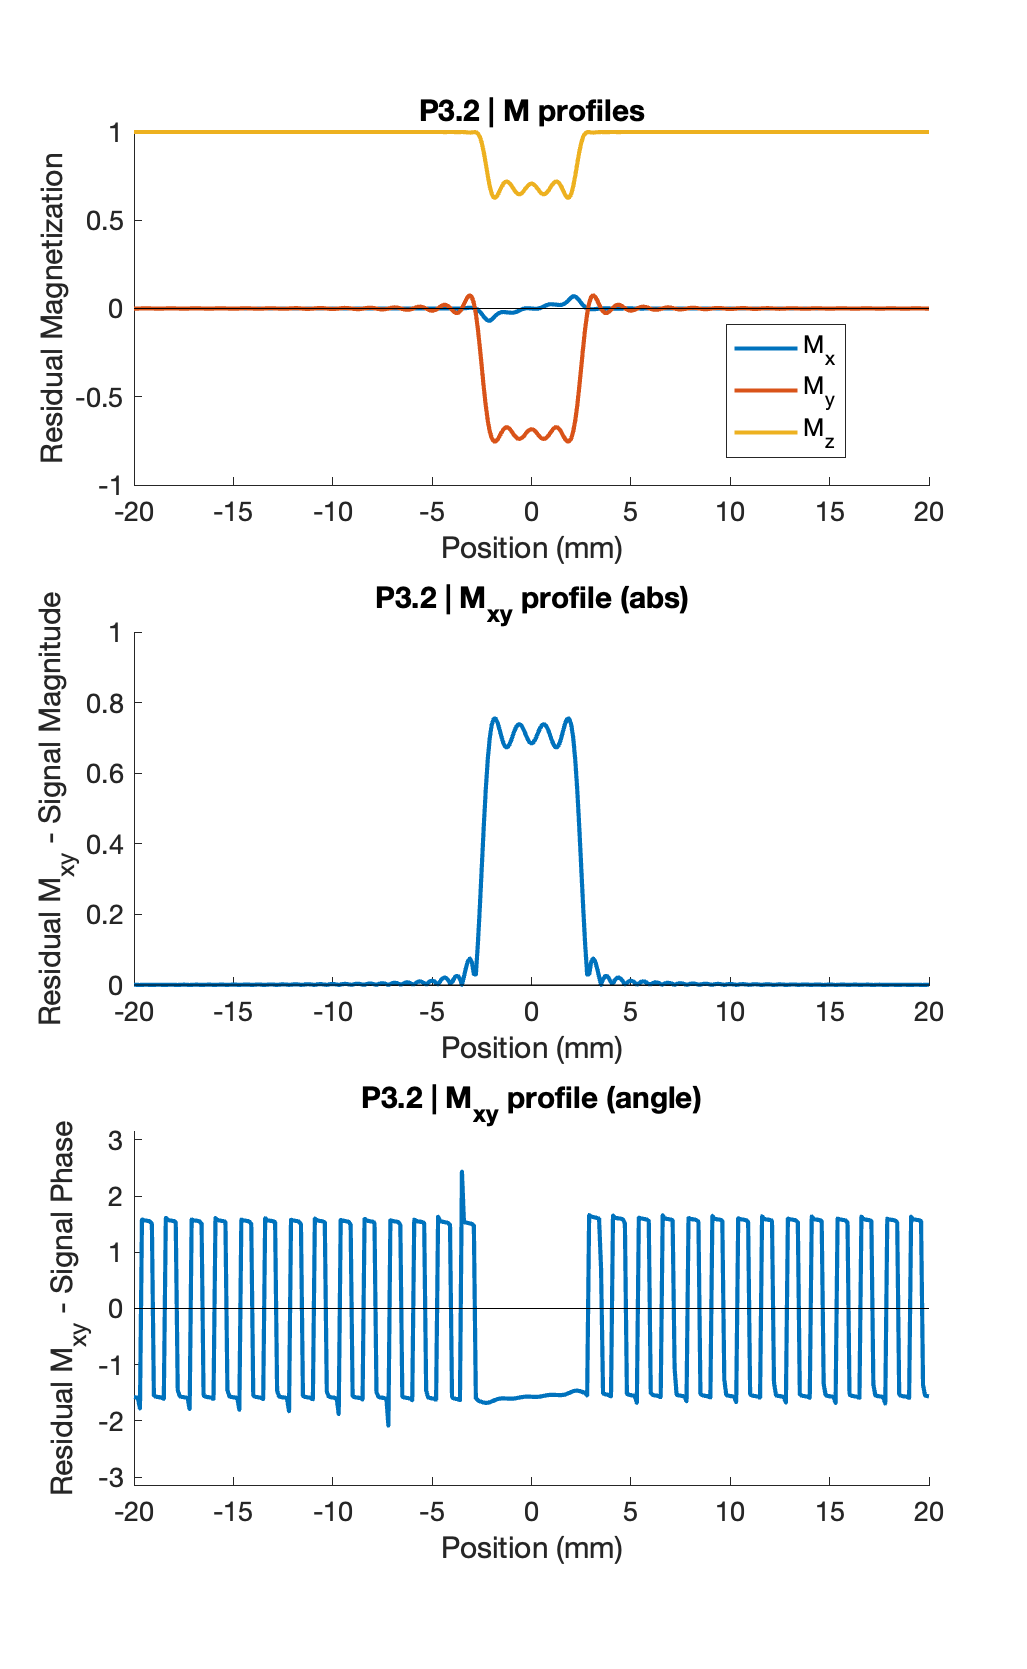 P3.2 | M profiles
Residual Magnetization
1
0.5
0
-0.5
-1
-20 -15 -10 -5 0 5 10 15 20
Position (mm)
Mx
My
Mz
P3.2 | Mxy profile (abs)
Residual Mxy - Signal Magnitude
1
0.8
0.6
0.4
0.2
0
-20 -15 -10 -5 0 5 10 15 20
Position (mm)
P3.2 | Mxy profile (angle)
Residual Mxy - Signal Phase
3
2
1
0
-1
-2
-3
-20 -15 -10 -5 0 5 10 15 20
Position (mm)